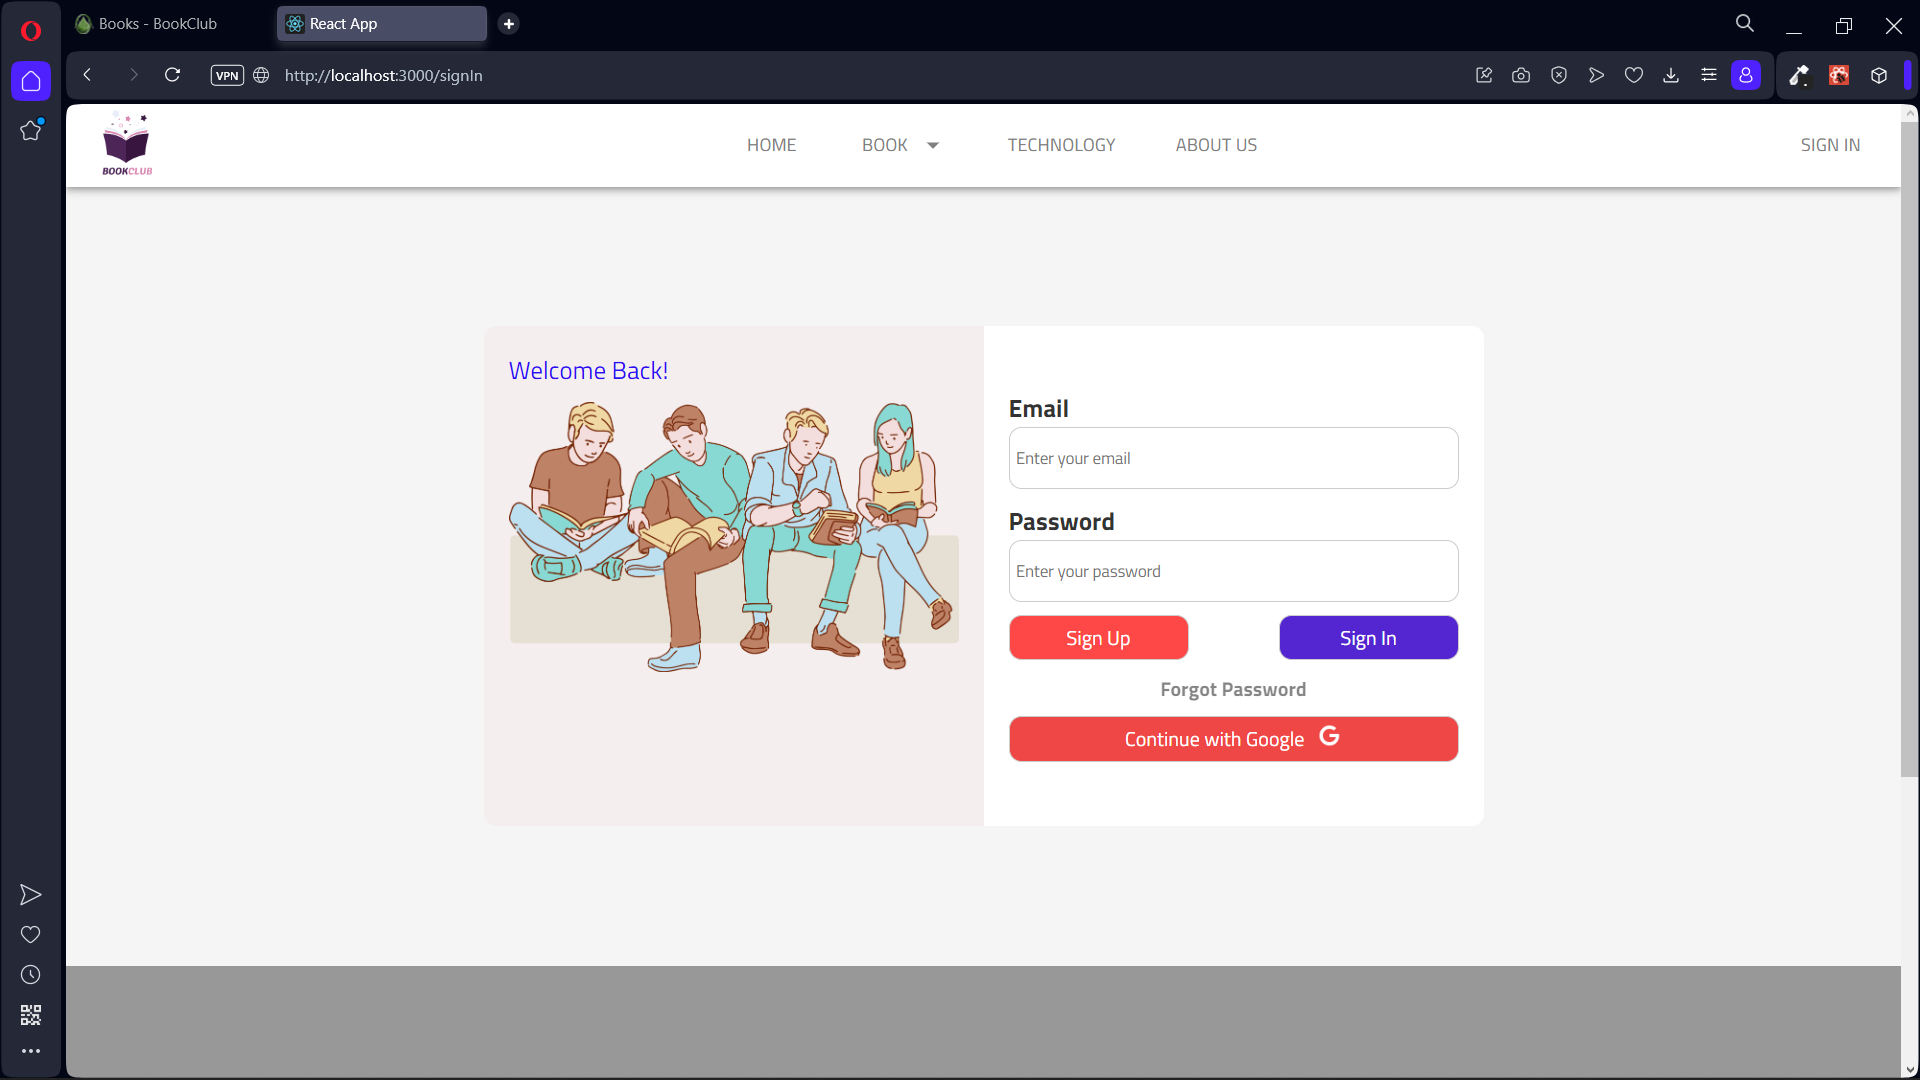 Books - BookClub
React App
VPN
http://localhost:3000/signIn
BOOKCLUB
HOME
BOOK
TECHNOLOGY
ABOUT US
SIGN IN
Welcome Back!
Email
Enter your email
Password
Enter your password
Sign Up
Sign In
Forgot Password
Continue with Google G